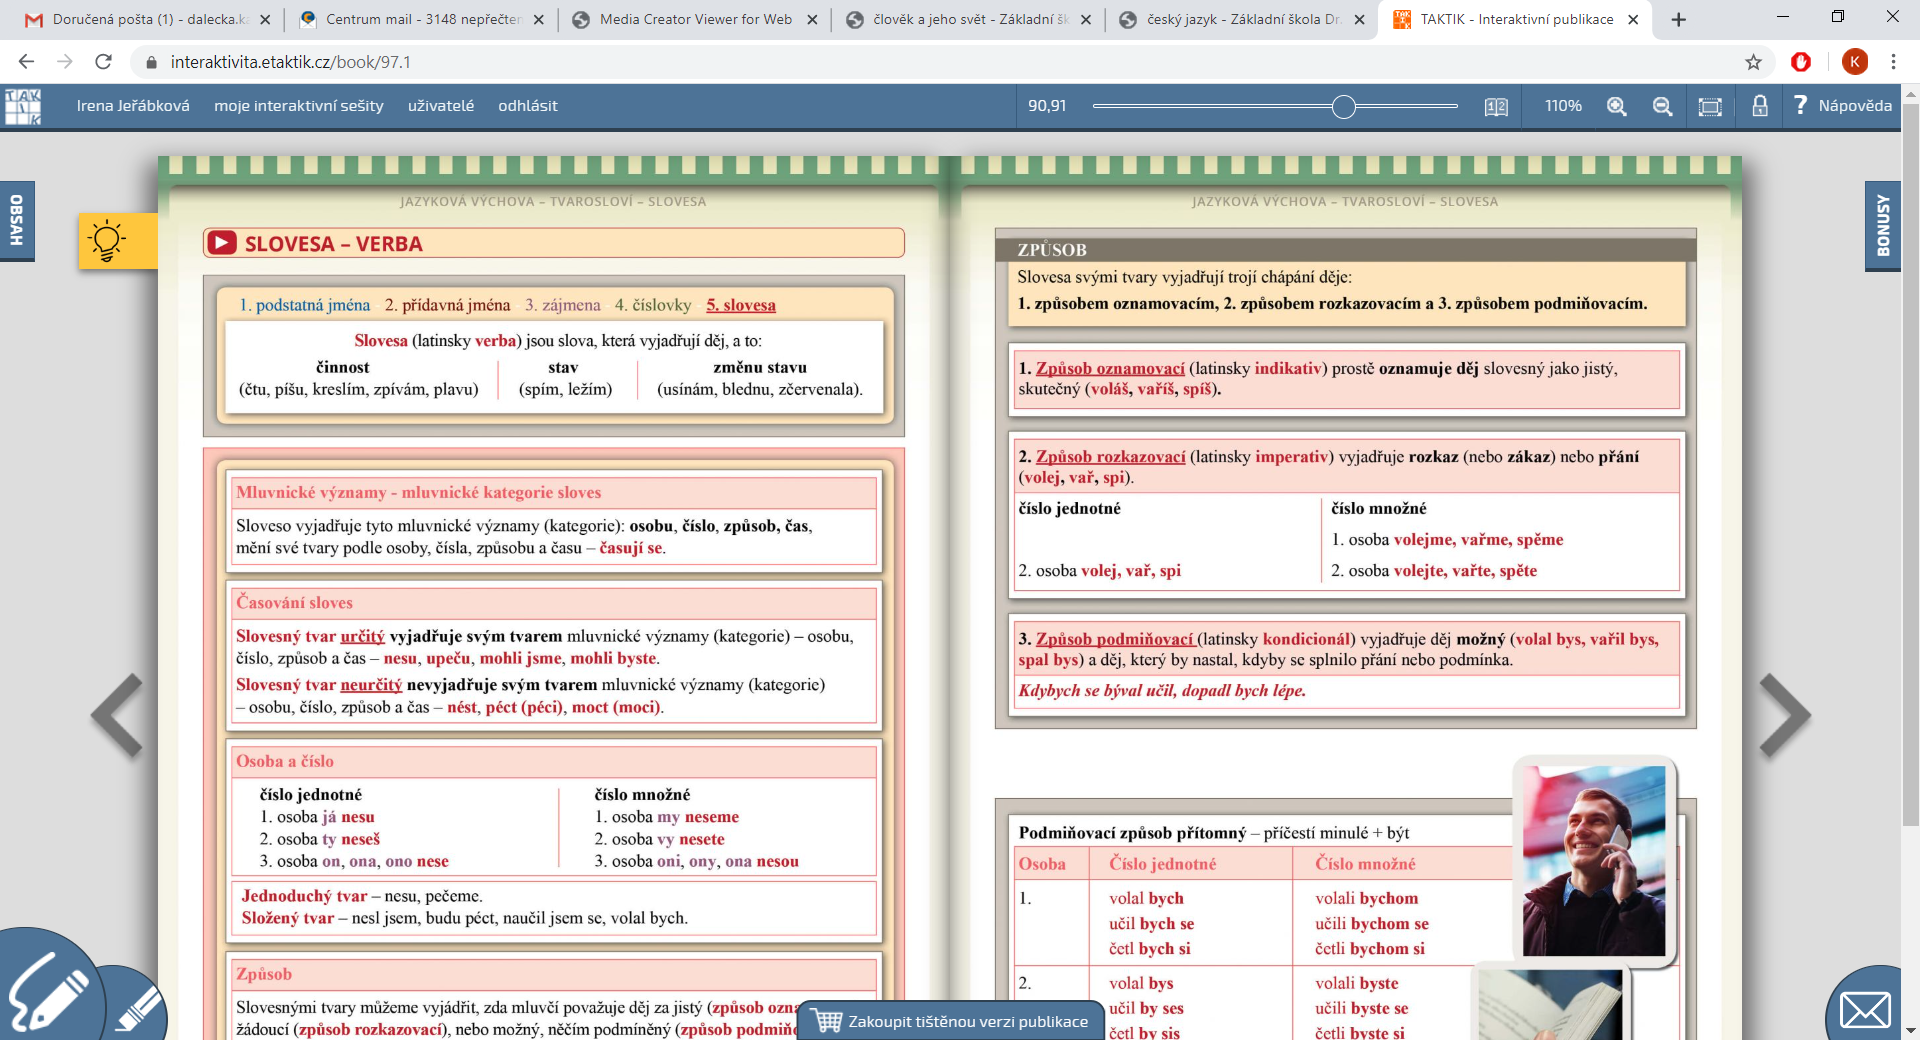 Doručená pošta (1) - dalecka.ka
Centrum mail - 3148 nepřečten
Media Creator Viewer for Web
člověk a jeho svět - Základní šk
český jazyk - Základní škola Dr.
TAKTIK - Interaktivní publikace
interaktivita.etaktik.cz/book/97.1
K
TAKTIK
Irena Jeřábková
moje interaktivní sešity
uživatelé
odhlásit
90,91
110%
? Nápověda
OBSAH
BONUSY
JAZYKOVÁ VÝCHOVA – TVAROSLOVÍ – SLOVESA
SLOVESA – VERBA
1. podstatná jména 2. přídavná jména 3. zájmena 4. číslovky 5. slovesa
Slovesa (latinsky verba) jsou slova, která vyjadřují děj, a to:
činnost stav změnu stavu
(čtu, píšu, kreslím, zpívám, plavu) (spím, ležím) (usínám, blednu, zčervenala).
Mluvnické významy - mluvnické kategorie sloves
Sloveso vyjadřuje tyto mluvnické významy (kategorie): osobu, číslo, způsob, čas,
mění své tvary podle osoby, čísla, způsobu a času – časují se.
Časování sloves
Slovesný tvar určitý vyjadřuje svým tvarem mluvnické významy (kategorie) – osobu,
číslo, způsob a čas – nesu, upeču, mohli jsme, mohli byste.
Slovesný tvar neurčitý nevyjadřuje svým tvarem mluvnické významy (kategorie)
– osobu, číslo, způsob a čas – nést, péct (péci), moct (moci).
Osoba a číslo
číslo jednotné číslo množné
1. osoba já nesu 1. osoba my neseme
2. osoba ty neseš 2. osoba vy nesete
3. osoba on, ona, ono nese 3. osoba oni, ony, ona nesou
Jednoduchý tvar – nesu, pečeme.
Složený tvar – nesl jsem, budu péct, naučil jsem se, volal bych.
Způsob
Slovesnými tvary můžeme vyjádřit, zda mluvčí považuje děj za jistý (způsob ozna
žádoucí (způsob rozkazovací), nebo možný, něčím podmíněný (způsob podmiňo
JAZYKOVÁ VÝCHOVA – TVAROSLOVÍ – SLOVESA
ZPŮSOB
Slovesa svými tvary vyjadřují trojí chápání děje:
1. způsobem oznamovacím, 2. způsobem rozkazovacím a 3. způsobem podmiňovacím.
1. Způsob oznamovací (latinsky indikativ) prostě oznamuje děj slovesný jako jistý,
skutečný (voláš, vaříš, spíš).
2. Způsob rozkazovací (latinsky imperativ) vyjadřuje rozkaz (nebo zákaz) nebo přání
(volej, vař, spi).
číslo jednotné číslo množné
1. osoba volejme, vařme, spěme
2. osoba volej, vař, spi 2. osoba volejte, vařte, spěte
3. Způsob podmiňovací (latinsky kondicionál) vyjadřuje děj možný (volal bys, vařil bys,
spal bys) a děj, který by nastal, kdyby se splnilo přání nebo podmínka.
Kdybych se býval učil, dopadl bych lépe.
Podmiňovací způsob přítomný – příčestí minulé + být
Osoba Číslo jednotné Číslo množné
1. volal bych volali bychom
učil bych se učili bychom se
četl bych si četli bychom si
2. volal bys volali byste
učil by ses učili byste se
četl by sis četli byste si
Zakoupit tištěnou verzi publikace